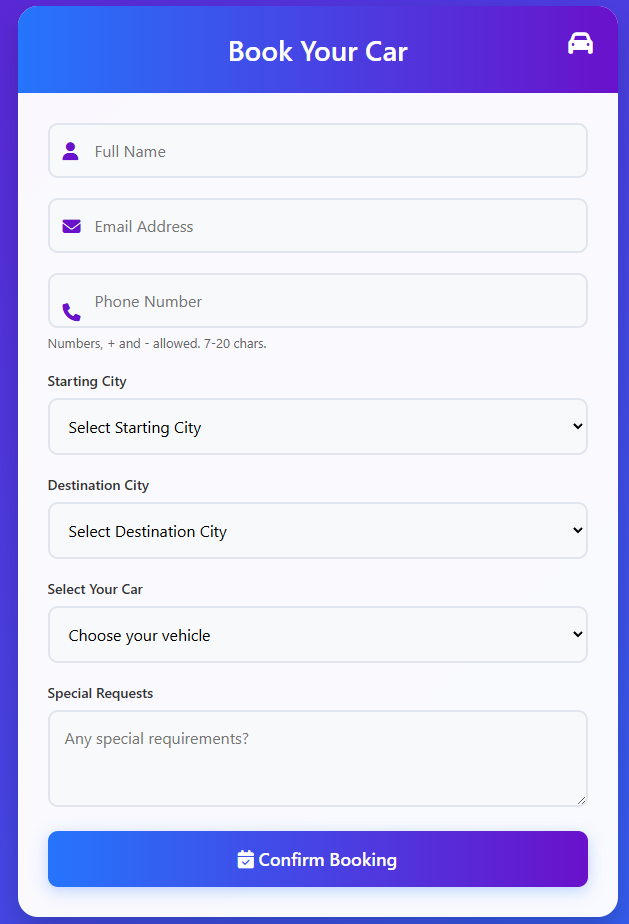 Book Your Car
Full Name
Email Address
Phone Number
Numbers, + and - allowed. 7-20 chars.
Starting City
Select Starting City
Destination City
Select Destination City
Select Your Car
Choose your vehicle
Special Requests
Any special requirements?
Confirm Booking